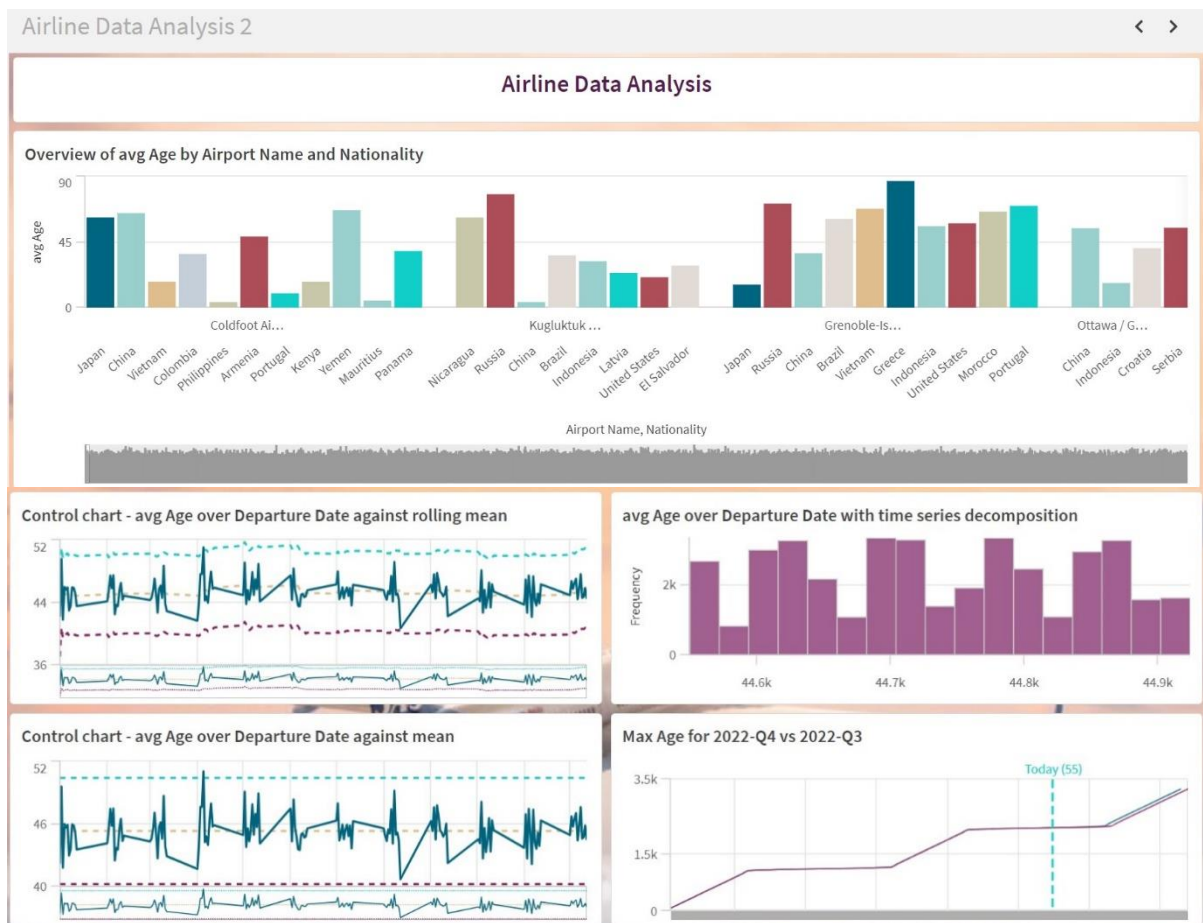 Airline Data Analysis 2
Airline Data Analysis
Overview of avg Age by Airport Name and Nationality
90
45
0
avg Age
Coldfoot Ai...
Kugluktuk ...
Grenoble-Is...
Ottawa / G...
Japan
China
Vietnam
Colombia
Philippines
Armenia
Portugal
Kenya
Yemen
Mauritius
Panama
Nicaragua
Russia
China
Brazil
Indonesia
Latvia
United States
El Salvador
Japan
Russia
China
Brazil
Vietnam
Greece
Indonesia
United States
Morocco
Portugal
China
Indonesia
Croatia
Serbia
Airport Name, Nationality
Control chart - avg Age over Departure Date against rolling mean
52
44
36
avg Age over Departure Date with time series decomposition
Frequency
2k
0
44.6k
44.7k
44.8k
44.9k
Control chart - avg Age over Departure Date against mean
52
46
40
Max Age for 2022-Q4 vs 2022-Q3
Today (55)
3.5k
1.5k
0